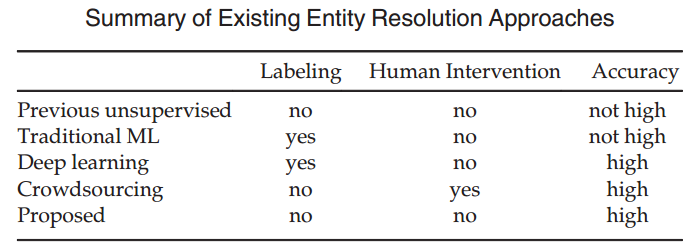 Summary of Existing Entity Resolution Approaches
Labeling Human Intervention Accuracy
Previous unsupervised no no not high
Traditional ML yes no not high
Deep learning yes no high
Crowdsourcing no yes high
Proposed no no high